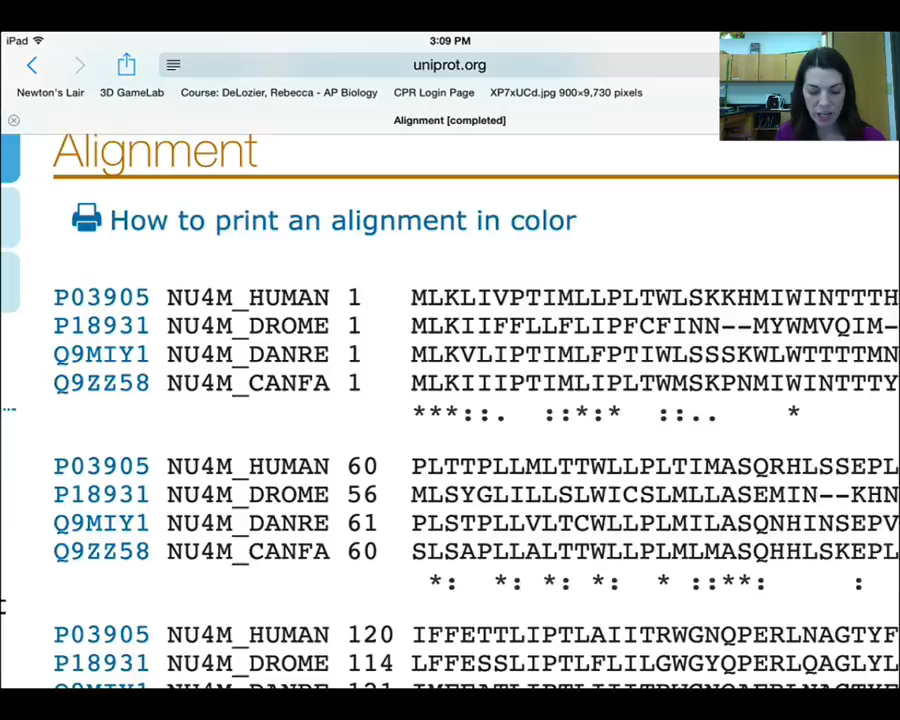 iPad 3:09 PM
uniprot.org
Newton's Lair 3D GameLab Course: DeLozier, Rebecca - AP Biology CPR Login Page XP7xUCd.jpg 900×9,730 pixels
Alignment [completed]
Alignment
How to print an alignment in color
P03905 NU4M_HUMAN 1 MLKLIVPTIMLLPLTWLSKKHMIWINTTTH
P18931 NU4M_DROME 1 MLKIIFFLLFLIPFCFINN--MYWMVQIM-
Q9MIY1 NU4M_DANRE 1 MLKVLIPTIMLFPTIWLSSSKWLWTTTTMN
Q9ZZ58 NU4M_CANFA 1 MLKIIIPTIMLIPLTWMSKPNMIWINTTTY
***::.  ::*:*  ::..    *
P03905 NU4M_HUMAN 60 PLTTPLLMLTTWLLPLTIMASQRHLSSEPL
P18931 NU4M_DROME 56 MLSYGLILLSLWICSLMLLASEMIN--KHN
Q9MIY1 NU4M_DANRE 61 PLSTPLLVLTCWLLPLMILASQNHINSEPV
Q9ZZ58 NU4M_CANFA 60 SLSAPLLALTTWLLPLMLMASQHHLSKEPL
*:  *: *: *:  * ::**:     :
P03905 NU4M_HUMAN 120 IFFETTLIPTLAIITRWGNQPERLNAGTYF
P18931 NU4M_DROME 114 LFFESSLIPTLFLILGWGYQPERLQAGLYL